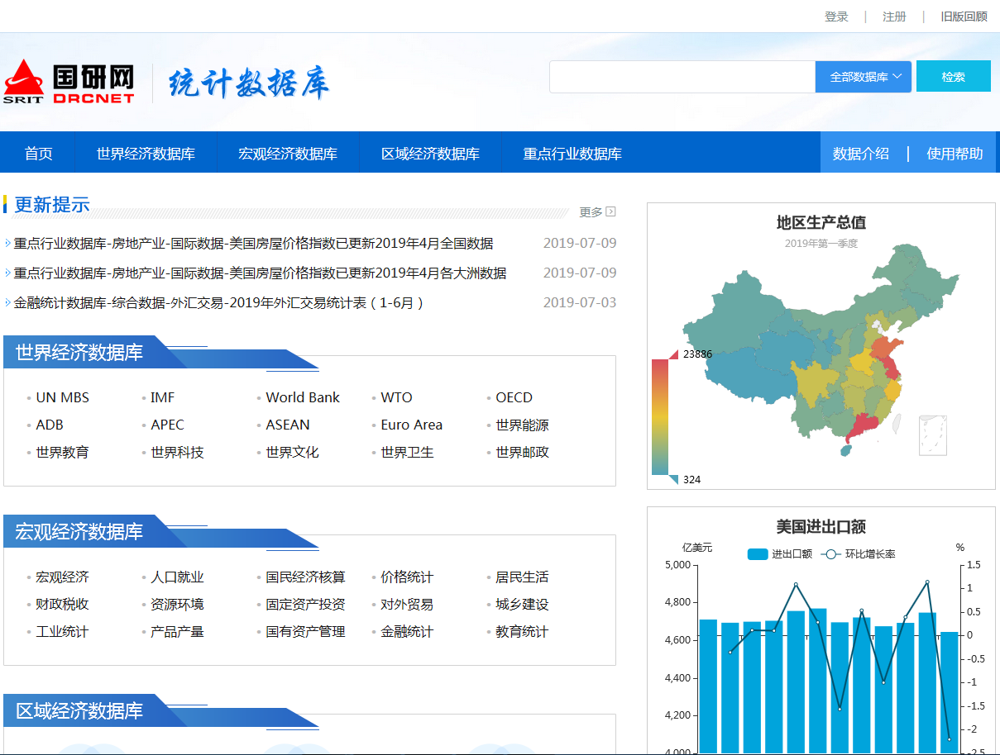 登录 | 注册 | 旧版回顾
SRIT 国研网 DRCNET 统计数据库 全部数据库 检索
首页 世界经济数据库 宏观经济数据库 区域经济数据库 重点行业数据库 数据介绍 | 使用帮助
更新提示 更多
重点行业数据库-房地产业-国际数据-美国房屋价格指数已更新2019年4月全国数据 2019-07-09
重点行业数据库-房地产业-国际数据-美国房屋价格指数已更新2019年4月各大洲数据 2019-07-09
金融统计数据库-综合数据-外汇交易-2019年外汇交易统计表（1-6月） 2019-07-03
世界经济数据库
UN MBS IMF World Bank WTO OECD
ADB APEC ASEAN Euro Area 世界能源
世界教育 世界科技 世界文化 世界卫生 世界邮政
宏观经济数据库
宏观经济 人口就业 国民经济核算 价格统计 居民生活
财政税收 资源环境 固定资产投资 对外贸易 城乡建设
工业统计 产品产量 国有资产管理 金融统计 教育统计
区域经济数据库
地区生产总值
2019年第一季度
23886
324
美国进出口额
亿美元 进出口额 环比增长率 %
5,000 1.5
1
4,800 0.5
4,600 0
-0.5
4,400 -1
-1.5
4,200 -2
4,000 -2.5